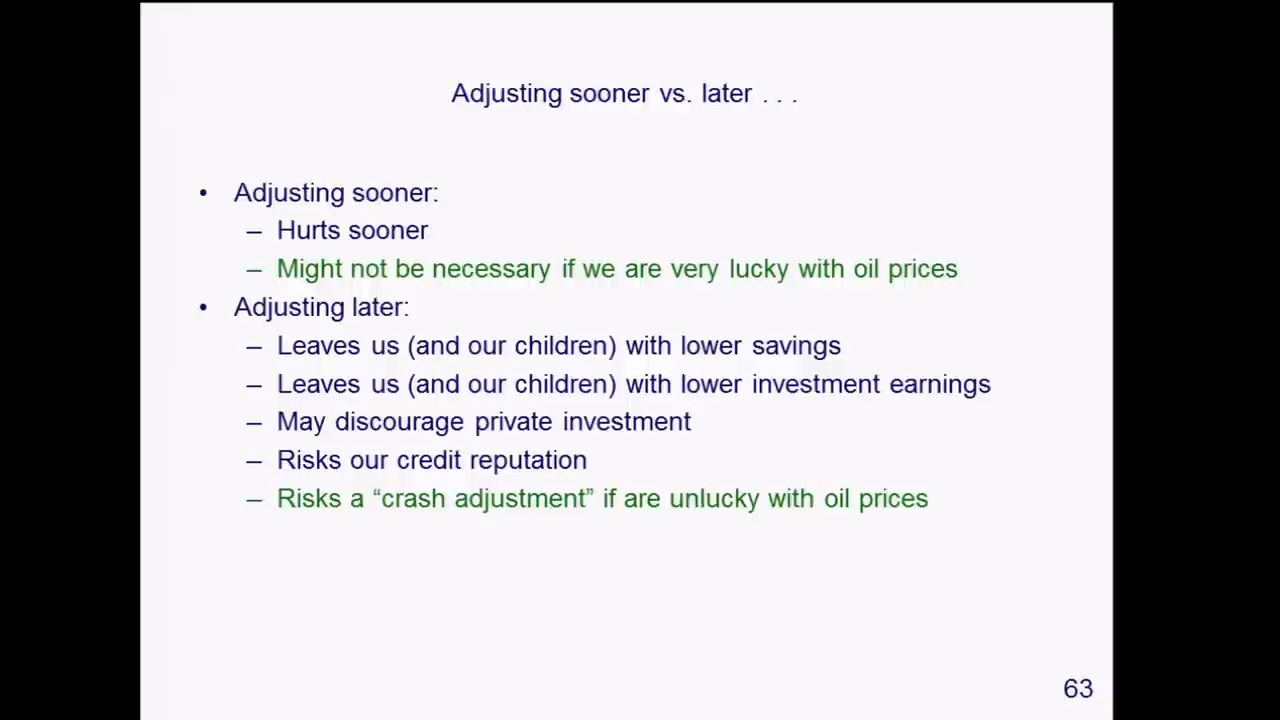 Adjusting sooner vs. later . . .
• Adjusting sooner:
– Hurts sooner
– Might not be necessary if we are very lucky with oil prices
• Adjusting later:
– Leaves us (and our children) with lower savings
– Leaves us (and our children) with lower investment earnings
– May discourage private investment
– Risks our credit reputation
– Risks a “crash adjustment” if are unlucky with oil prices
63